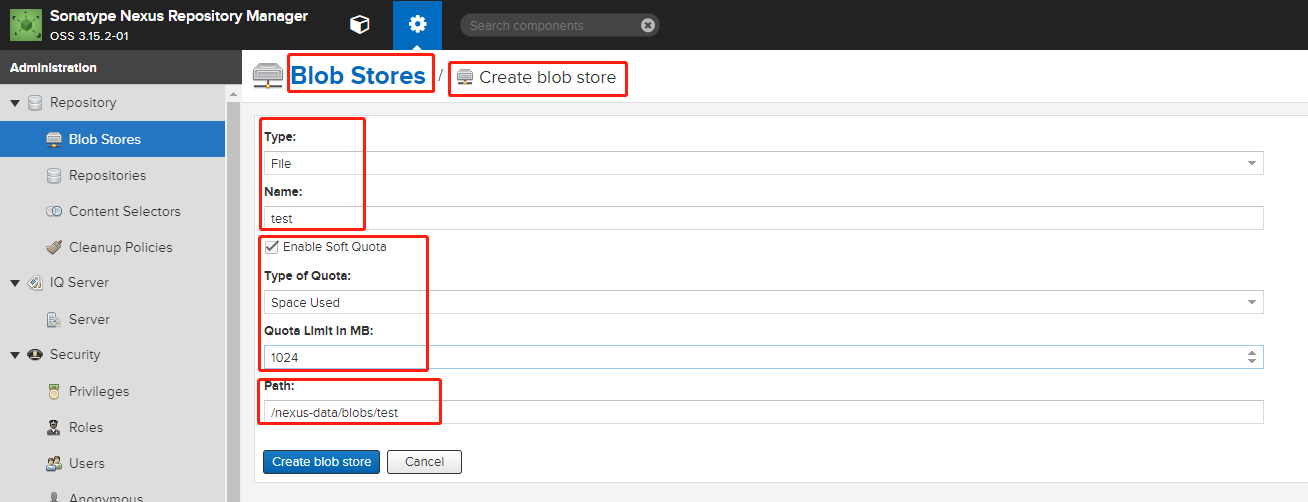 Sonatype Nexus Repository Manager
OSS 3.15.2-01
Search components
Administration
Repository
Blob Stores
Repositories
Content Selectors
Cleanup Policies
IQ Server
Server
Security
Privileges
Roles
Users
Anonymous
Blob Stores / Create blob store
Type:
File
Name:
test
Enable Soft Quota
Type of Quota:
Space Used
Quota Limit in MB:
1024
Path:
/nexus-data/blobs/test
Create blob store Cancel